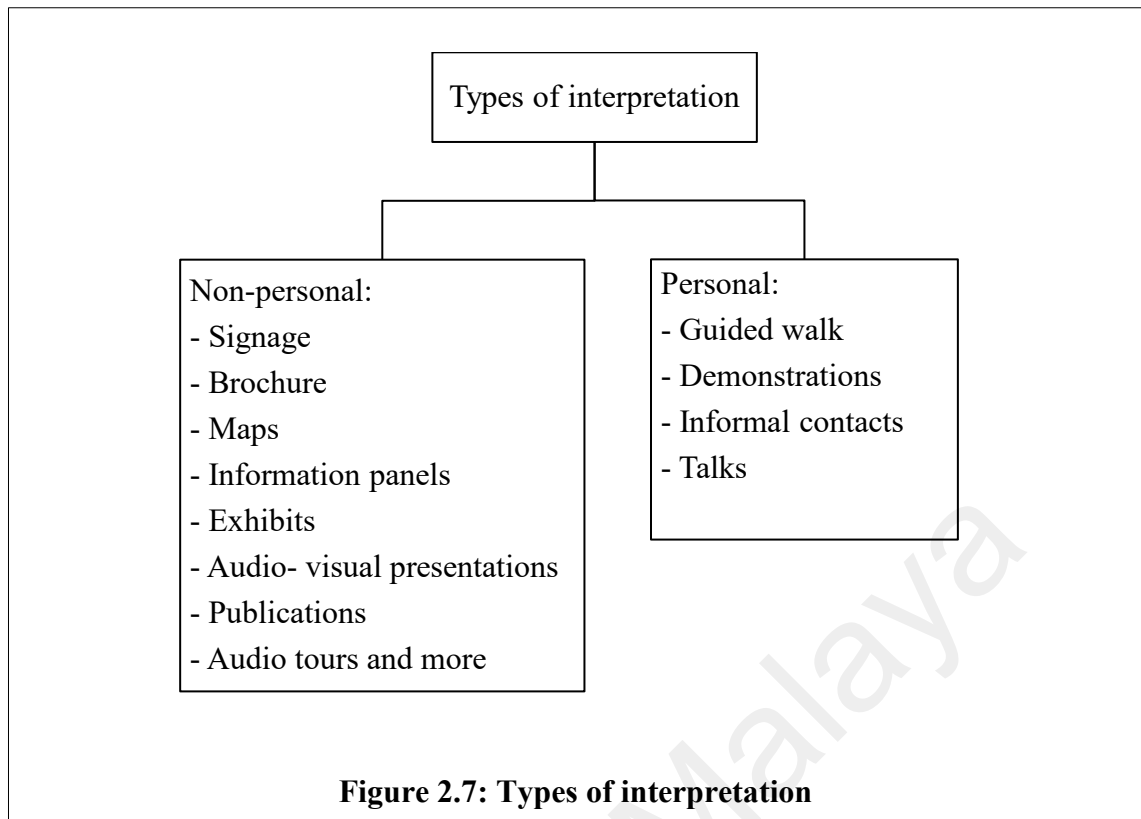 Types of interpretation
Non-personal:
- Signage
- Brochure
- Maps
- Information panels
- Exhibits
- Audio- visual presentations
- Publications
- Audio tours and more
Personal:
- Guided walk
- Demonstrations
- Informal contacts
- Talks
Malaya
Figure 2.7: Types of interpretation